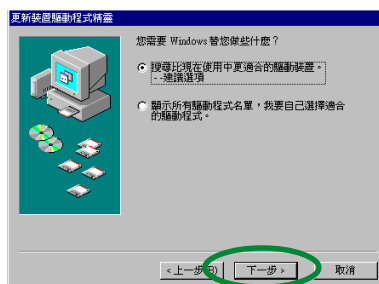 更新裝置驅動程式精靈
您需要 Windows 替您做些什麼？
搜尋比現在使用中更適合的驅動裝置。
--建議選項
顯示所有驅動程式名單，我要自己選擇適合
的驅動程式。
<上一步(B)
下一步 >
取消